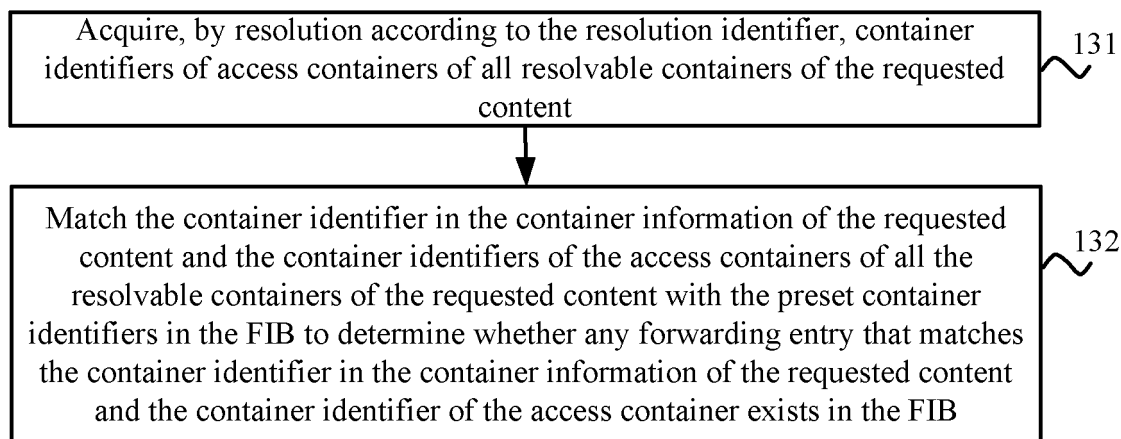 Acquire, by resolution according to the resolution identifier, container
identifiers of access containers of all resolvable containers of the requested
content
131
Match the container identifier in the container information of the requested
content and the container identifiers of the access containers of all the
resolvable containers of the requested content with the preset container
identifiers in the FIB to determine whether any forwarding entry that matches
the container identifier in the container information of the requested content
and the container identifier of the access container exists in the FIB
132